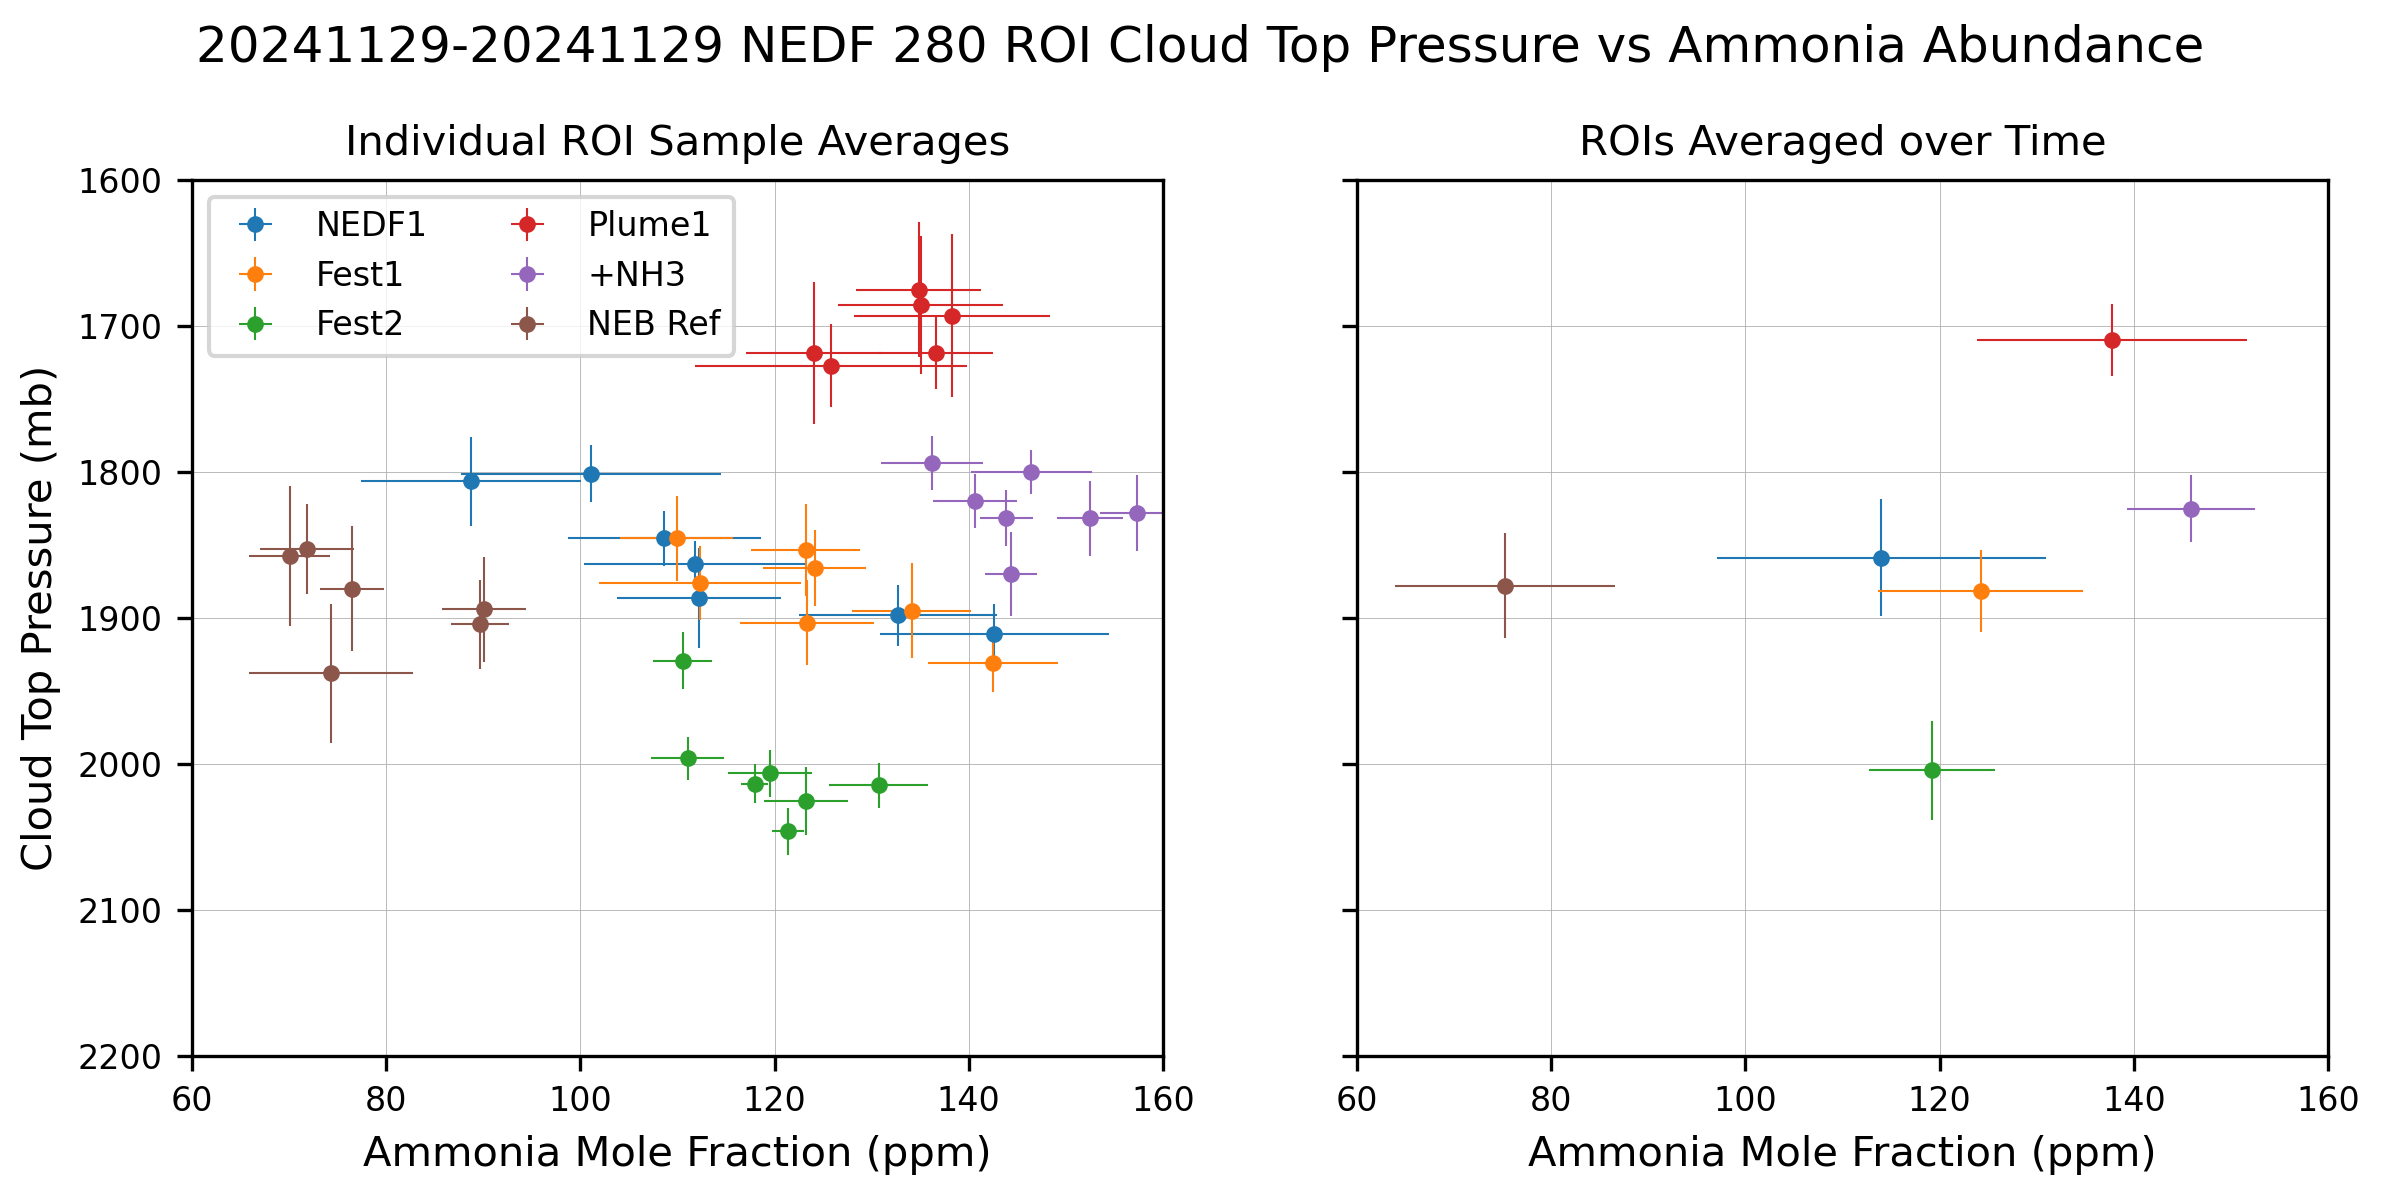 20241129-20241129 NEDF 280 ROI Cloud Top Pressure vs Ammonia Abundance
Individual ROI Sample Averages
NEDF1
Fest1
Fest2
Plume1
+NH3
NEB Ref
1600
1700
1800
1900
2000
2100
2200
Cloud Top Pressure (mb)
60
80
100
120
140
160
Ammonia Mole Fraction (ppm)
ROIs Averaged over Time
60
80
100
120
140
160
Ammonia Mole Fraction (ppm)